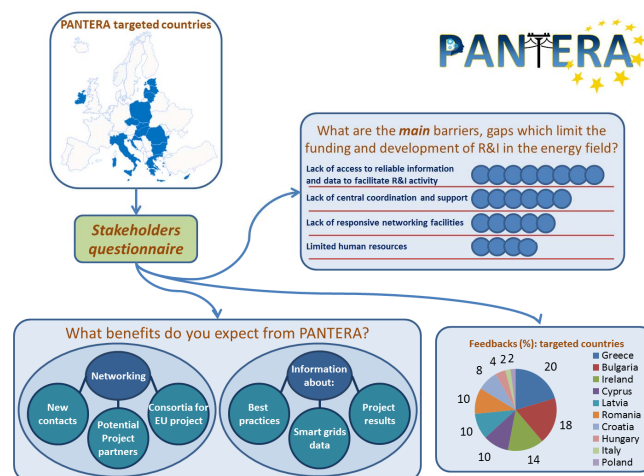 PANTERA targeted countries
PANTERA
What are the main barriers, gaps which limit the
funding and development of R&I in the energy field?
Lack of access to reliable information
and data to facilitate R&I activity
Lack of central coordination and support
Lack of responsive networking facilities
Limited human resources
Stakeholders
questionnaire
What benefits do you expect from PANTERA?
Networking
New
contacts
Potential
Project
partners
Consortia for
EU project
Information
about:
Best
practices
Smart grids
data
Project
results
Feedbacks (%): targeted countries
20
18
14
10
10
10
8
4
2
2
Greece
Bulgaria
Ireland
Cyprus
Latvia
Romania
Croatia
Hungary
Italy
Poland